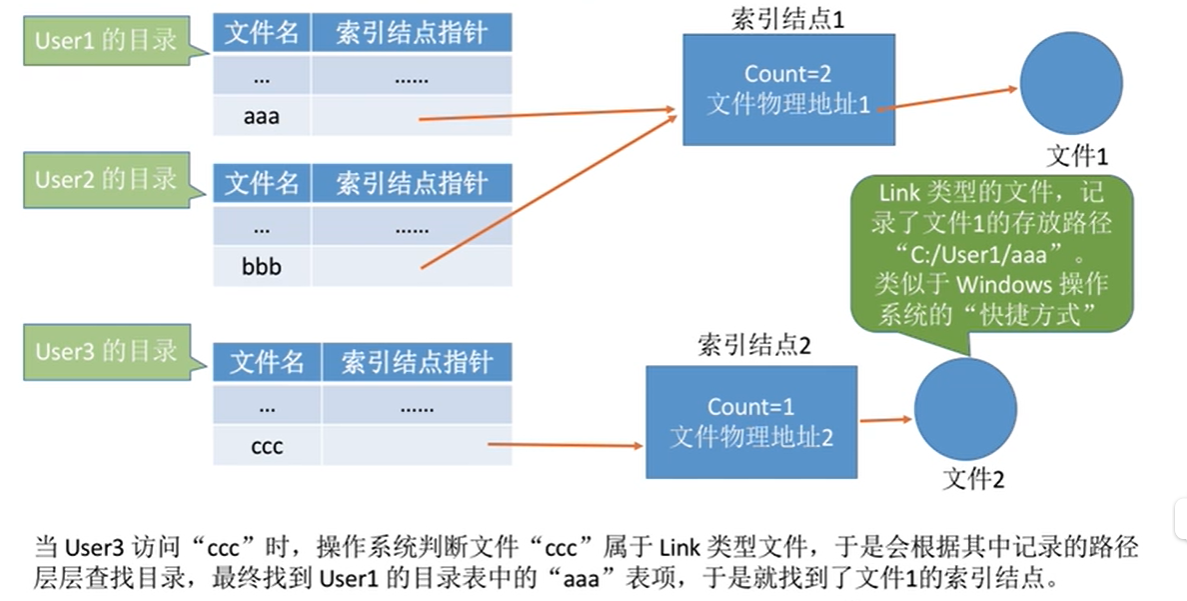 User1 的目录
文件名 索引结点指针
... ......
aaa
索引结点1
Count=2
文件物理地址1
文件1
User2 的目录
文件名 索引结点指针
... ......
bbb
Link 类型的文件，记
录了文件1的存放路径
“C:/User1/aaa”。
类似于 Windows 操作
系统的“快捷方式”
User3 的目录
文件名 索引结点指针
... ......
ccc
索引结点2
Count=1
文件物理地址2
文件2
当 User3 访问“ccc”时，操作系统判断文件“ccc”属于 Link 类型文件，于是会根据其中记录的路径
层层查找目录，最终找到 User1 的目录表中的“aaa”表项，于是就找到了文件1的索引结点。